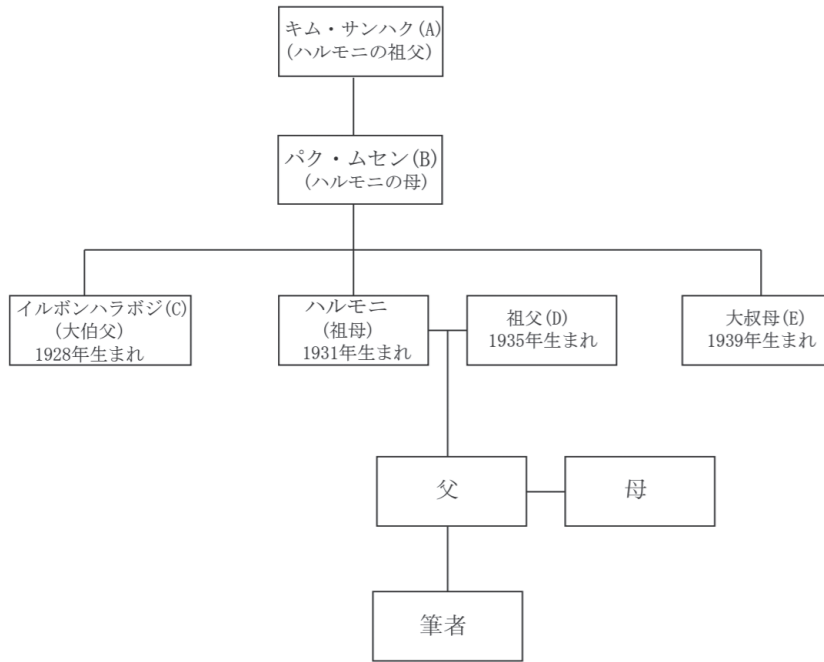 キム・サンハク(A)
(ハルモニの祖父)
パク・ムセン(B)
(ハルモニの母)
イルボンハラボジ(C)
(大伯父)
1928年生まれ
ハルモニ
(祖母)
1931年生まれ
祖父(D)
1935年生まれ
大叔母(E)
1939年生まれ
父
母
筆者